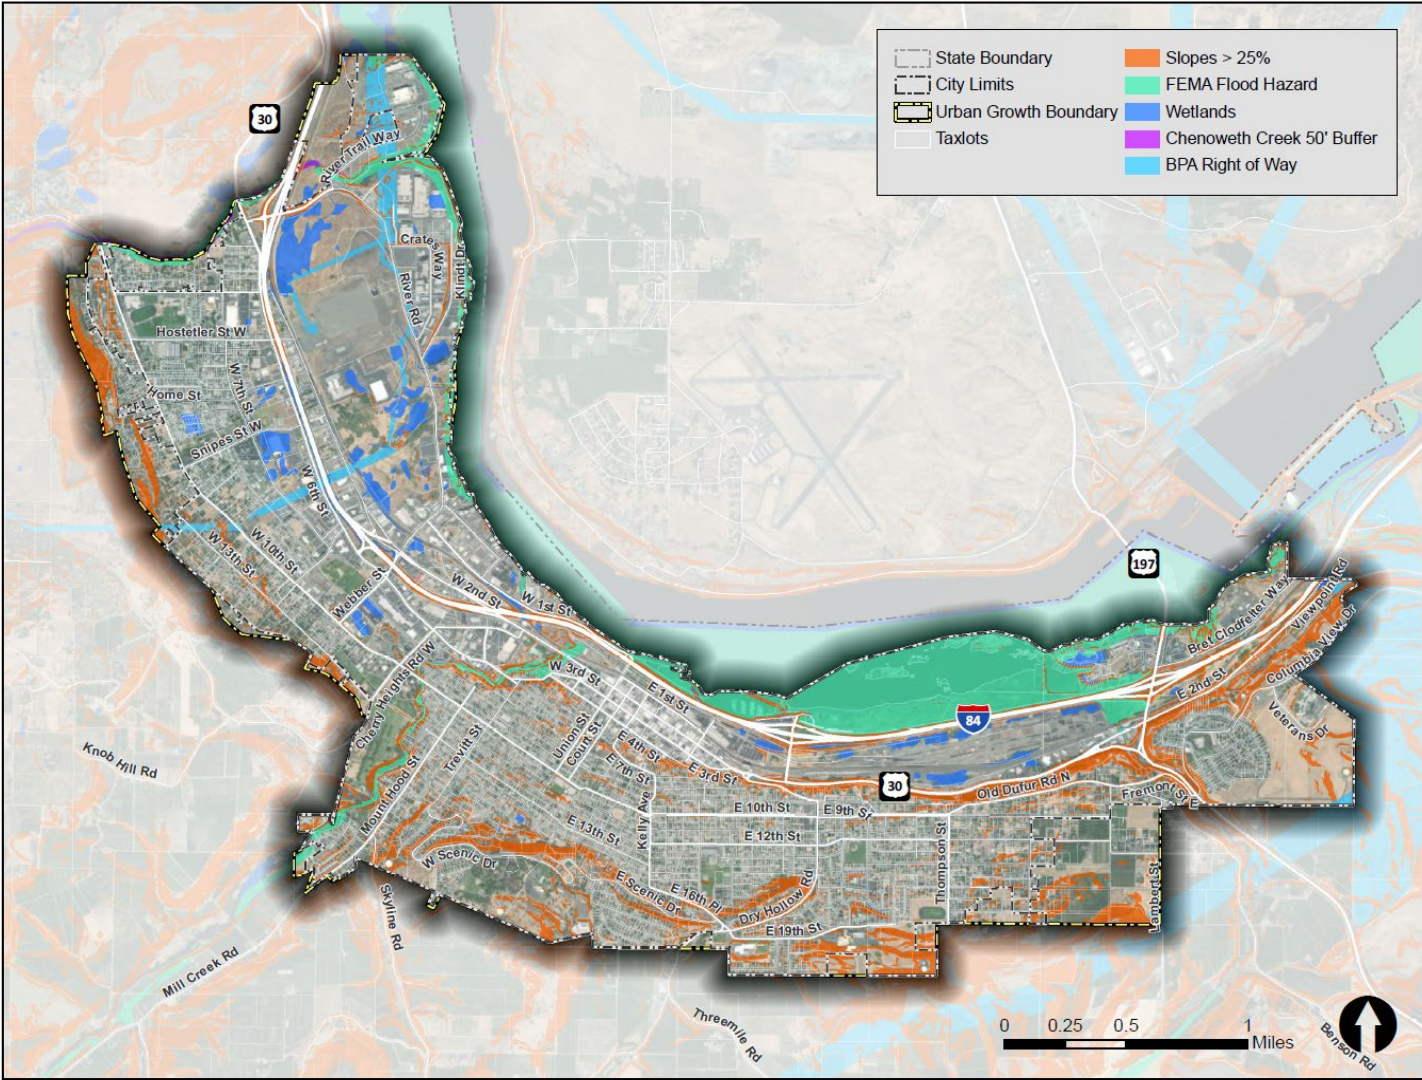 State Boundary
City Limits
Urban Growth Boundary
Taxlots
Slopes > 25%
FEMA Flood Hazard
Wetlands
Chenoweth Creek 50' Buffer
BPA Right of Way
30
River Trail Way
Crates Way
Klindt Dr
River Rd
Hostetler St W
W 7th St
Home St
Snipes St W
W 6th St
W 10th St
W 13th St
Webber St
W 2nd St
W 1st St
197
Bret Clodfelter Way
Viewpoint Rd
Columbia View Dr
E 2nd St
Veterans Dr
Cherry Heights Rd W
W 3rd St
E 1st St
84
Knob Hill Rd
Trevitt St
Union St
Court St
E 4th St
E 7th St
E 3rd St
30
Old Dufur Rd N
Fremont St E
Mount Hood St
E 10th St
E 9th St
Kelly Ave
E 12th St
E 13th St
Thompson St
W Scenic Dr
E Scenic Dr
E 16th Pl
Dry Hollow Rd
E 19th St
Lambert St
Skyline Rd
Mill Creek Rd
Threemile Rd
Benson Rd
0 0.25 0.5 1
Miles